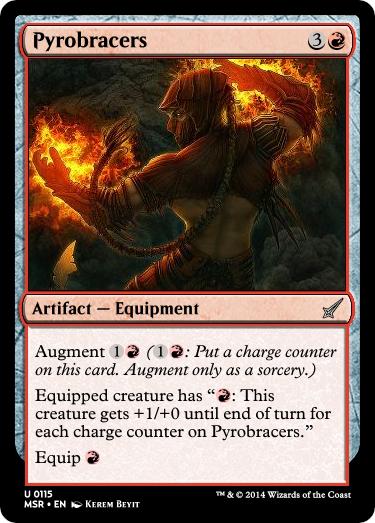 Pyrobracers 3
Artifact — Equipment
Augment 1 (1: Put a charge counter
on this card. Augment only as a sorcery.)
Equipped creature has “: This
creature gets +1/+0 until end of turn for
each charge counter on Pyrobracers.”
Equip
U 0115
MSR • EN Kerem Beyit
™ & © 2014 Wizards of the Coast